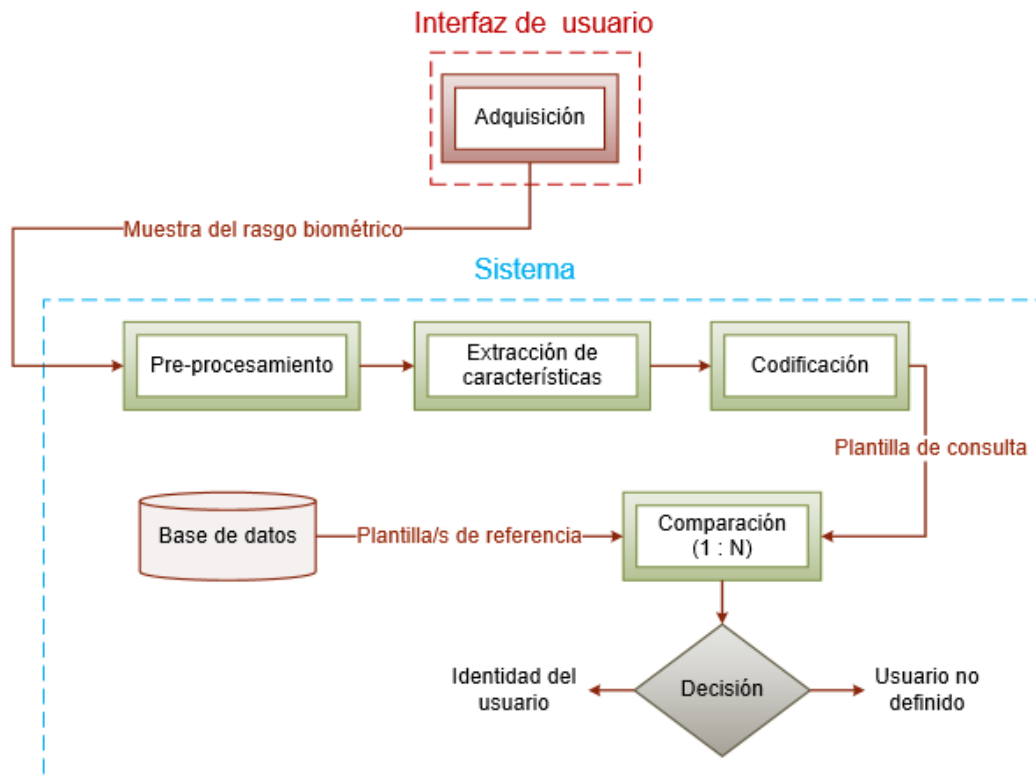 Interfaz de usuario
Adquisición
Muestra del rasgo biométrico
Sistema
Pre-procesamiento
Extracción de
características
Codificación
Plantilla de consulta
Base de datos
Plantilla/s de referencia
Comparación
(1 : N)
Identidad del
usuario
Decisión
Usuario no
definido